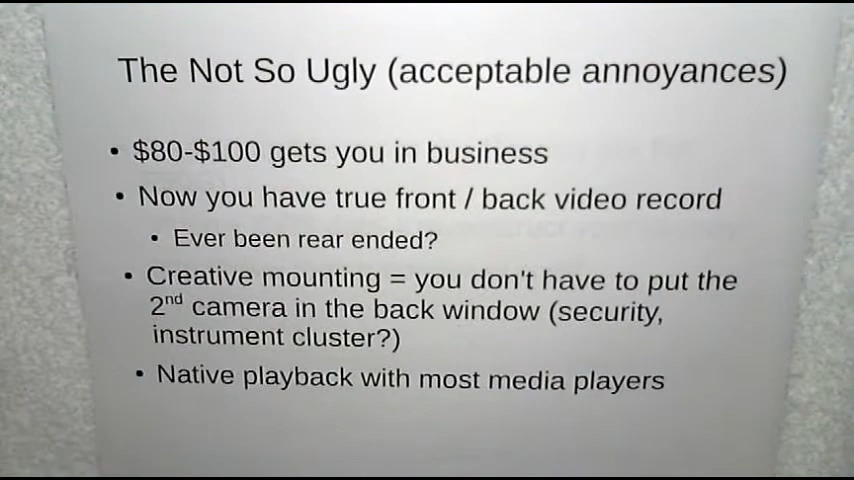 The Not So Ugly (acceptable annoyances)
• $80-$100 gets you in business
• Now you have true front / back video record
• Ever been rear ended?
• Creative mounting = you don't have to put the
2nd camera in the back window (security,
instrument cluster?)
• Native playback with most media players